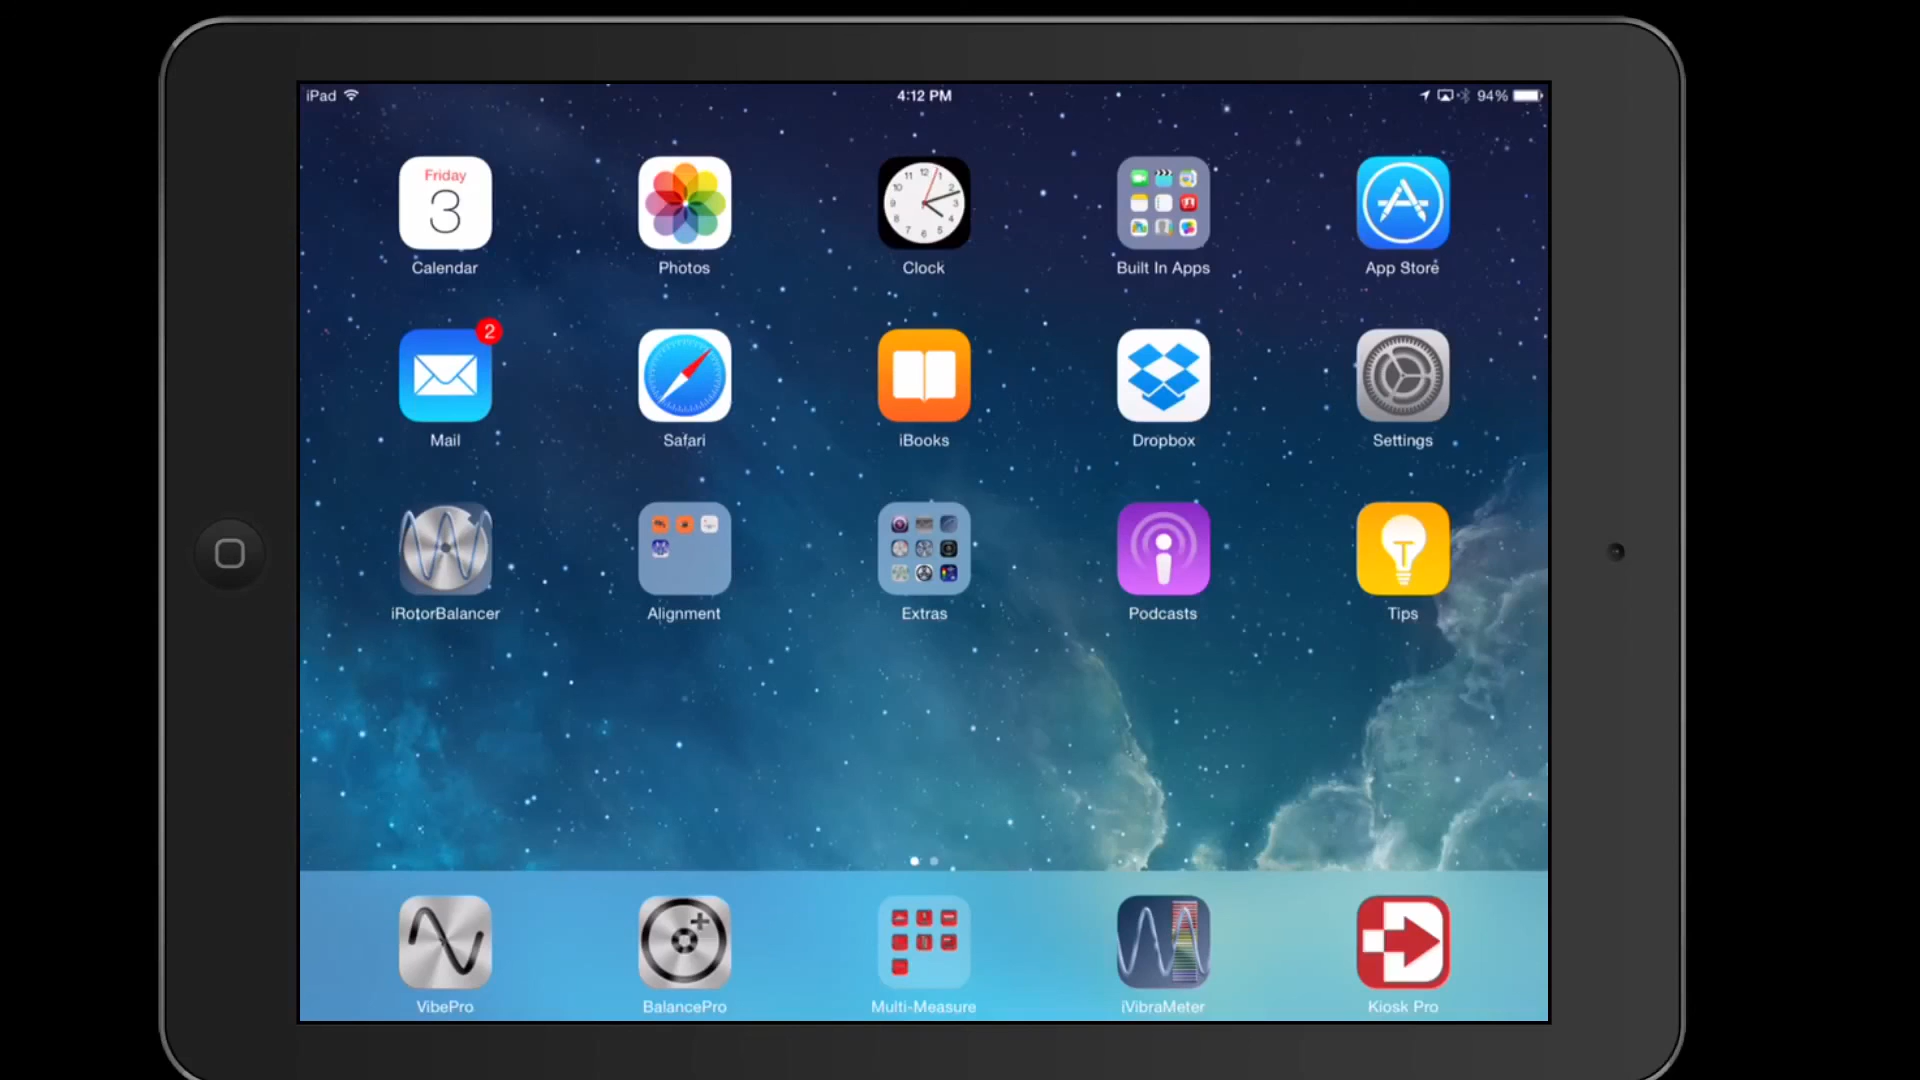 iPad 4:12 PM 94%
Friday
3
Calendar Photos Clock Built In Apps App Store
2
Mail Safari iBooks Dropbox Settings
iRotorBalancer Alignment Extras Podcasts Tips
VibePro BalancePro Multi-Measure iVibraMeter Kiosk Pro